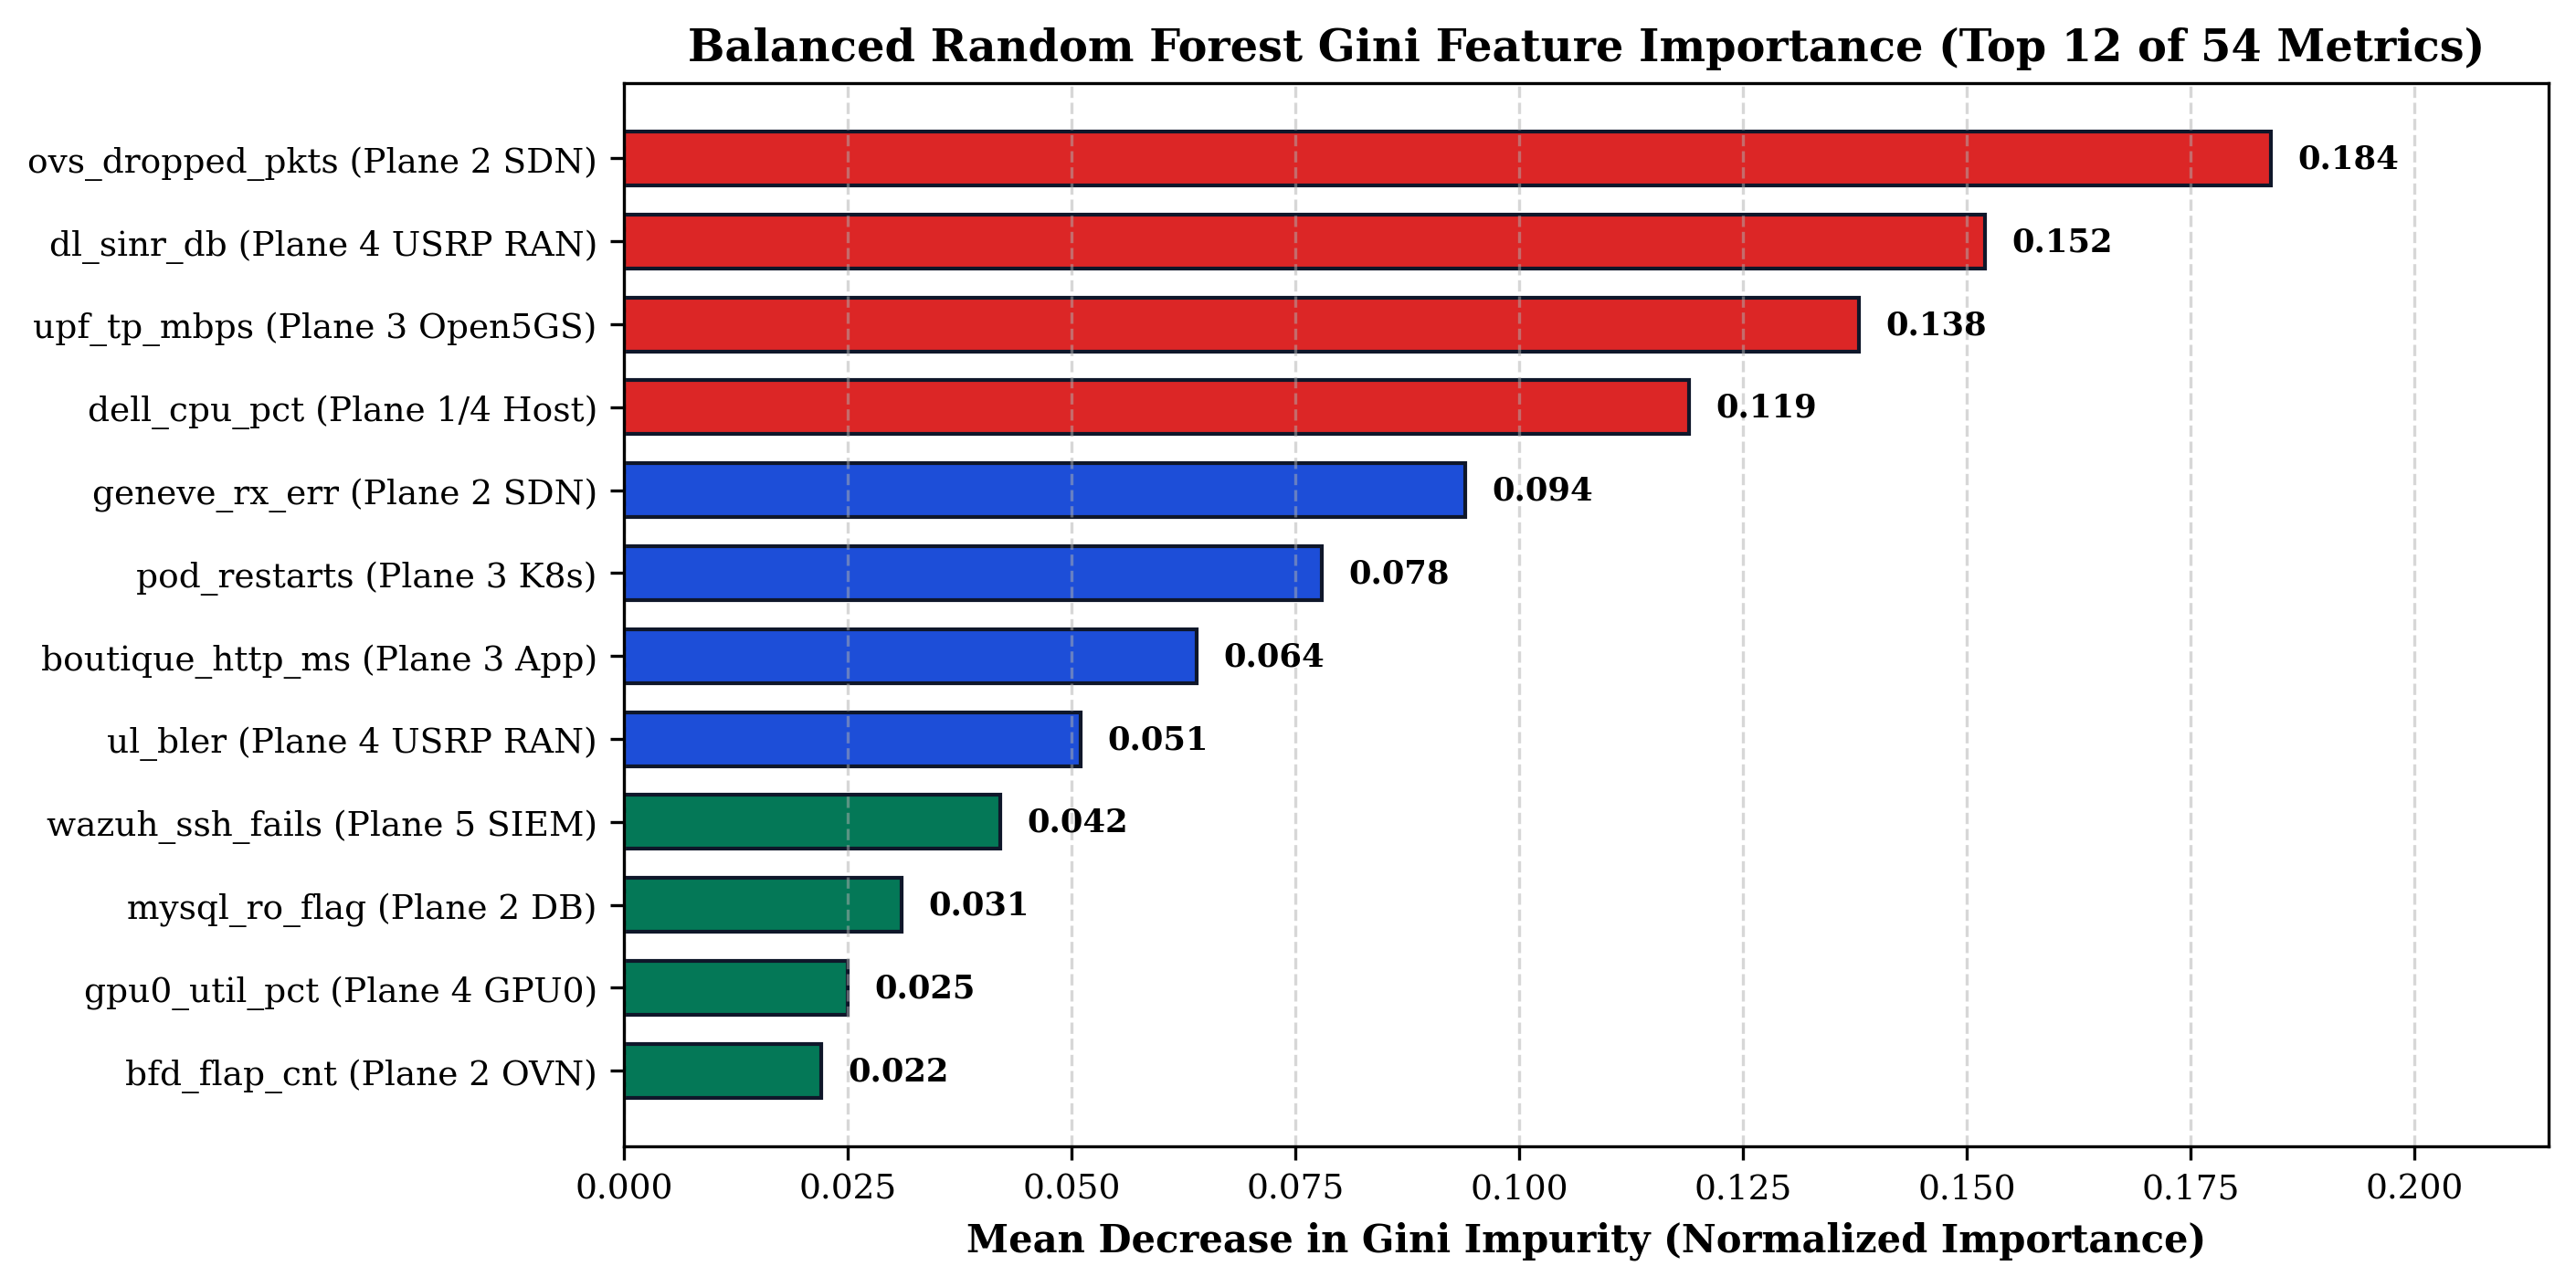 Balanced Random Forest Gini Feature Importance (Top 12 of 54 Metrics)
ovs_dropped_pkts (Plane 2 SDN) 0.184
dl_sinr_db (Plane 4 USRP RAN) 0.152
upf_tp_mbps (Plane 3 Open5GS) 0.138
dell_cpu_pct (Plane 1/4 Host) 0.119
geneve_rx_err (Plane 2 SDN) 0.094
pod_restarts (Plane 3 K8s) 0.078
boutique_http_ms (Plane 3 App) 0.064
ul_bler (Plane 4 USRP RAN) 0.051
wazuh_ssh_fails (Plane 5 SIEM) 0.042
mysql_ro_flag (Plane 2 DB) 0.031
gpu0_util_pct (Plane 4 GPU0) 0.025
bfd_flap_cnt (Plane 2 OVN) 0.022
0.000 0.025 0.050 0.075 0.100 0.125 0.150 0.175 0.200
Mean Decrease in Gini Impurity (Normalized Importance)